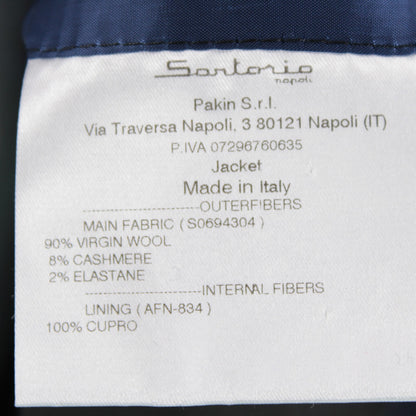 Sartorio
napoli
Pakin S.r.l.
Via Traversa Napoli, 3 80121 Napoli (IT)
P.IVA 07296760635
Jacket
Made in Italy
--------------------OUTERFIBERS
MAIN FABRIC ( S0694304 )
90% VIRGIN WOOL
8% CASHMERE
2% ELASTANE
--------------------INTERNAL FIBERS
LINING ( AFN-834 )
100% CUPRO